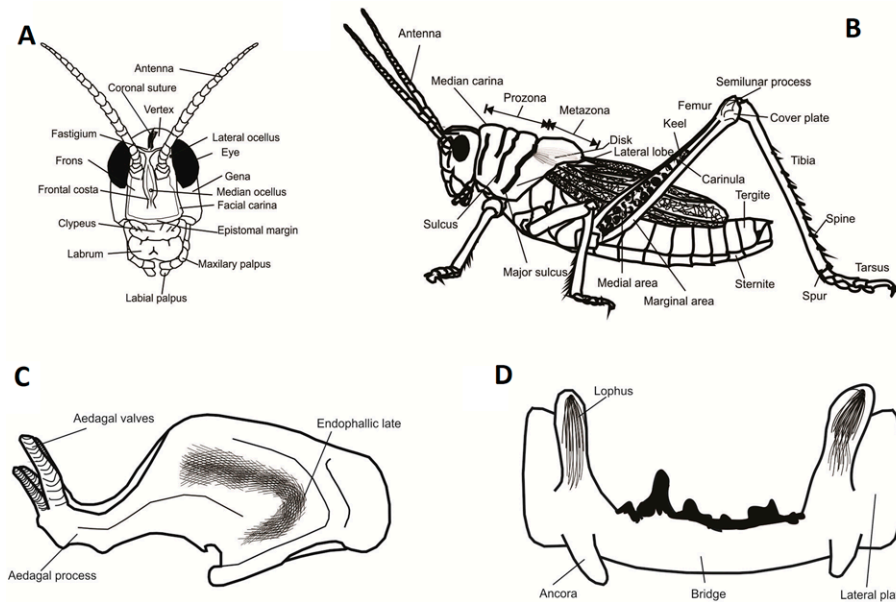 A
Antenna
Coronal suture
Vertex
Fastigium
Lateral ocellus
Frons
Eye
Gena
Frontal costa
Median ocellus
Facial carina
Clypeus
Epistomal margin
Labrum
Maxilary palpus
Labial palpus
B
Antenna
Median carina
Prozona
Metazona
Semilunar process
Femur
Cover plate
Keel
Disk
Lateral lobe
Tibia
Carinula
Tergite
Sulcus
Spine
Major sulcus
Medial area
Sternite
Tarsus
Marginal area
Spur
C
Aedagal valves
Endophallic late
Aedagal process
D
Lophus
Ancora
Bridge
Lateral pla